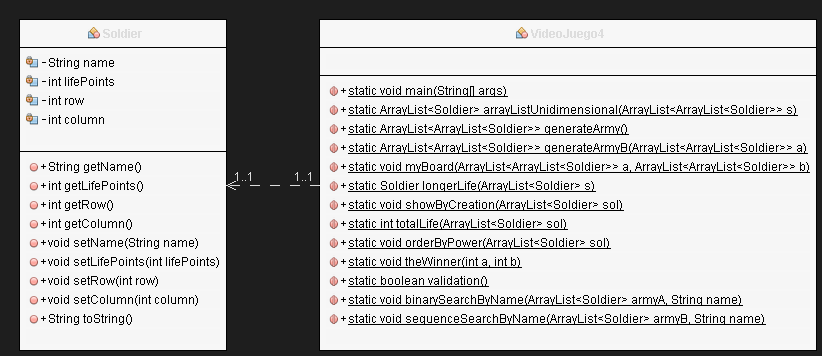 Soldier
- String name
- int lifePoints
- int row
- int column
+ String getName()
+ int getLifePoints()
+ int getRow()
+ int getColumn()
+ void setName(String name)
+ void setLifePoints(int lifePoints)
+ void setRow(int row)
+ void setColumn(int column)
+ String toString()
1..1 1..1
VideoJuego4
+ static void main(String[] args)
+ static ArrayList<Soldier> arrayListUnidimensional(ArrayList<ArrayList<Soldier>> s)
+ static ArrayList<ArrayList<Soldier>> generateArmy()
+ static ArrayList<ArrayList<Soldier>> generateArmyB(ArrayList<ArrayList<Soldier>> a)
+ static void myBoard(ArrayList<ArrayList<Soldier>> a, ArrayList<ArrayList<Soldier>> b)
+ static Soldier longerLife(ArrayList<Soldier> s)
+ static void showByCreation(ArrayList<Soldier> sol)
+ static int totalLife(ArrayList<Soldier> sol)
+ static void orderByPower(ArrayList<Soldier> sol)
+ static void theWinner(int a, int b)
+ static boolean validation()
+ static void binarySearchByName(ArrayList<Soldier> armyA, String name)
+ static void sequenceSearchByName(ArrayList<Soldier> armyB, String name)